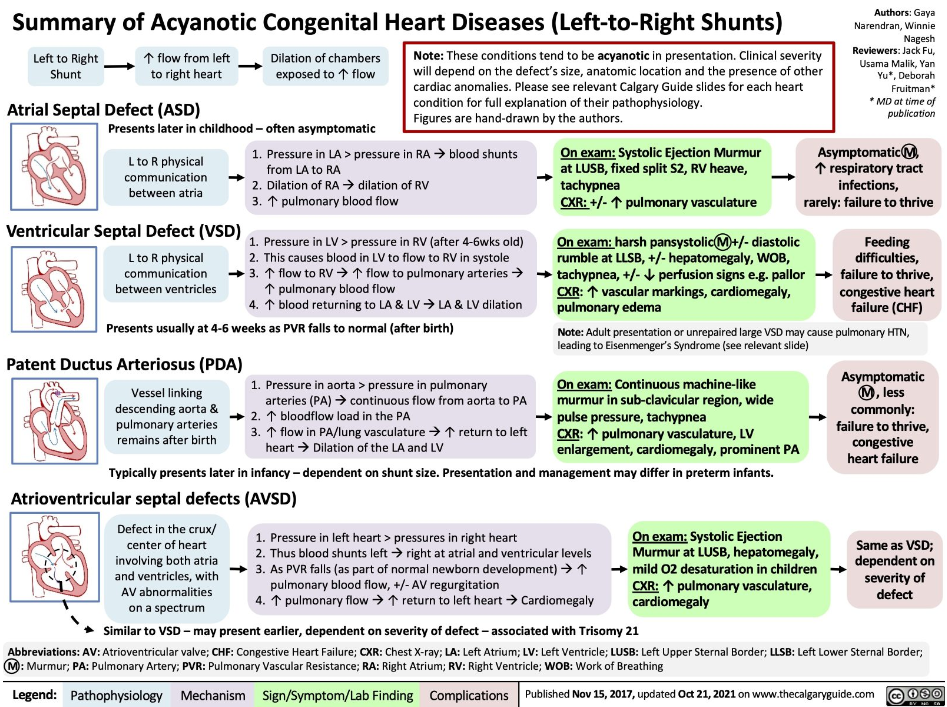 Summary of Acyanotic Congenital Heart Diseases (Left-to-Right Shunts)
Authors: Gaya
Narendran, Winnie
Nagesh
Reviewers: Jack Fu,
Usama Malik, Yan
Yu*, Deborah
Fruitman*
* MD at time of
publication
Left to Right
Shunt
↑ flow from left
to right heart
Dilation of chambers
exposed to ↑ flow
Note: These conditions tend to be acyanotic in presentation. Clinical severity
will depend on the defect's size, anatomic location and the presence of other
cardiac anomalies. Please see relevant Calgary Guide slides for each heart
condition for full explanation of their pathophysiology.
Figures are hand-drawn by the authors.
Atrial Septal Defect (ASD)
Presents later in childhood – often asymptomatic
L to R physical
communication
between atria
1. Pressure in LA > pressure in RA → blood shunts
from LA to RA
2. Dilation of RA → dilation of RV
3. ↑ pulmonary blood flow
On exam: Systolic Ejection Murmur
at LUSB, fixed split S2, RV heave,
tachypnea
CXR: +/- ↑ pulmonary vasculature
Asymptomatic Ⓜ,
↑ respiratory tract
infections,
rarely: failure to thrive
Ventricular Septal Defect (VSD)
L to R physical
communication
between ventricles
1. Pressure in LV > pressure in RV (after 4-6wks old)
2. This causes blood in LV to flow to RV in systole
3. ↑ flow to RV → ↑ flow to pulmonary arteries →
↑ pulmonary blood flow
4. ↑ blood returning to LA & LV → LA & LV dilation
On exam: harsh pansystolic Ⓜ +/- diastolic
rumble at LLSB, +/- hepatomegaly, WOB,
tachypnea, +/- ↓ perfusion signs e.g. pallor
CXR: ↑ vascular markings, cardiomegaly,
pulmonary edema
Feeding
difficulties,
failure to thrive,
congestive heart
failure (CHF)
Presents usually at 4-6 weeks as PVR falls to normal (after birth)
Note: Adult presentation or unrepaired large VSD may cause pulmonary HTN,
leading to Eisenmenger's Syndrome (see relevant slide)
Patent Ductus Arteriosus (PDA)
Vessel linking
descending aorta &
pulmonary arteries
remains after birth
1. Pressure in aorta > pressure in pulmonary
arteries (PA) → continuous flow from aorta to PA
2. ↑ bloodflow load in the PA
3. ↑ flow in PA/lung vasculature → ↑ return to left
heart → Dilation of the LA and LV
On exam: Continuous machine-like
murmur in sub-clavicular region, wide
pulse pressure, tachypnea
CXR: ↑ pulmonary vasculature, LV
enlargement, cardiomegaly, prominent PA
Asymptomatic
Ⓜ, less
commonly:
failure to thrive,
congestive
heart failure
Typically presents later in infancy – dependent on shunt size. Presentation and management may differ in preterm infants.
Atrioventricular septal defects (AVSD)
Defect in the crux/
center of heart
involving both atria
and ventricles, with
AV abnormalities
on a spectrum
1. Pressure in left heart > pressures in right heart
2. Thus blood shunts left → right at atrial and ventricular levels
3. As PVR falls (as part of normal newborn development) → ↑
pulmonary blood flow, +/- AV regurgitation
4. ↑ pulmonary flow → ↑ return to left heart → Cardiomegaly
On exam: Systolic Ejection
Murmur at LUSB, hepatomegaly,
mild O2 desaturation in children
CXR: ↑ pulmonary vasculature,
cardiomegaly
Same as VSD;
dependent on
severity of
defect
Similar to VSD – may present earlier, dependent on severity of defect – associated with Trisomy 21
Abbreviations: AV: Atrioventricular valve; CHF: Congestive Heart Failure; CXR: Chest X-ray; LA: Left Atrium; LV: Left Ventricle; LUSB: Left Upper Sternal Border; LLSB: Left Lower Sternal Border;
Ⓜ: Murmur; PA: Pulmonary Artery; PVR: Pulmonary Vascular Resistance; RA: Right Atrium; RV: Right Ventricle; WOB: Work of Breathing
Legend: Pathophysiology Mechanism Sign/Symptom/Lab Finding Complications Published Nov 15, 2017, updated Oct 21, 2021 on www.thecalgaryguide.com
cc BY NC SA